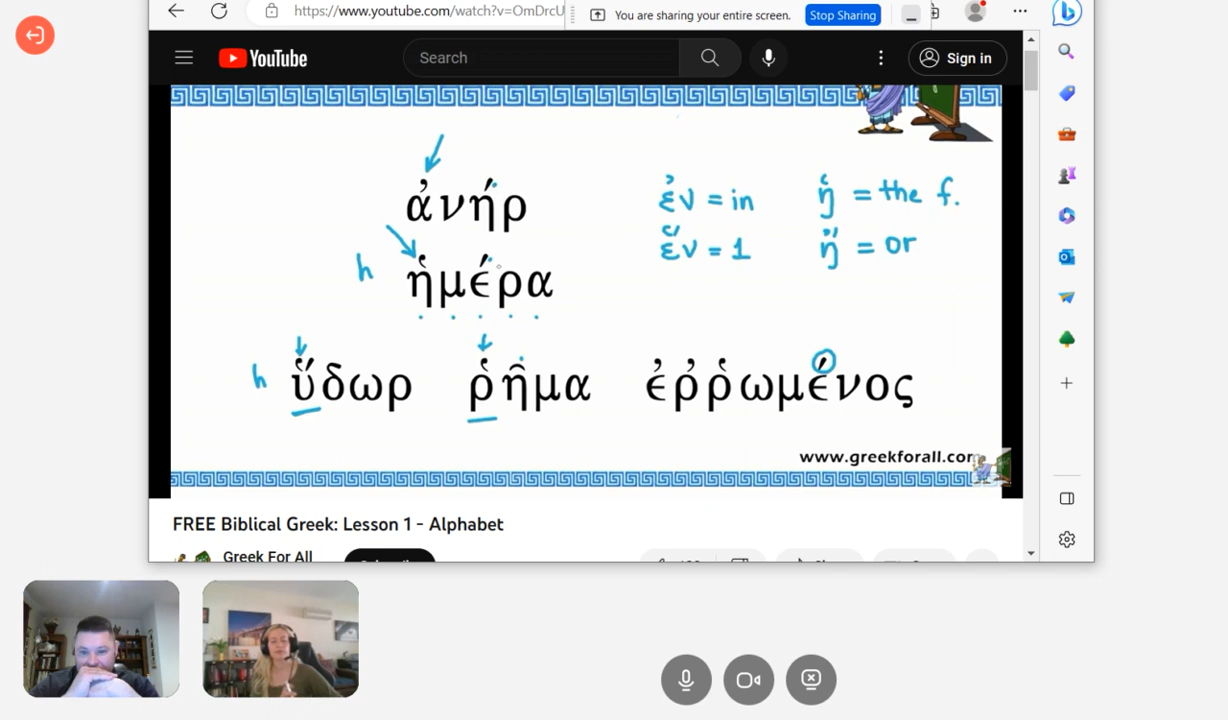 https://www.youtube.com/watch?v=OmDrcU
You are sharing your entire screen.
Stop Sharing
YouTube
Search
Sign in
ἀνήρ
ἐν = in
ἡ = the f.
ἕν = 1
ἤ = or
h ἡμέρα
h ὕδωρ ῥῆμα ἐῤῥωμένος
www.greekforall.com
FREE Biblical Greek: Lesson 1 - Alphabet
Greek For All